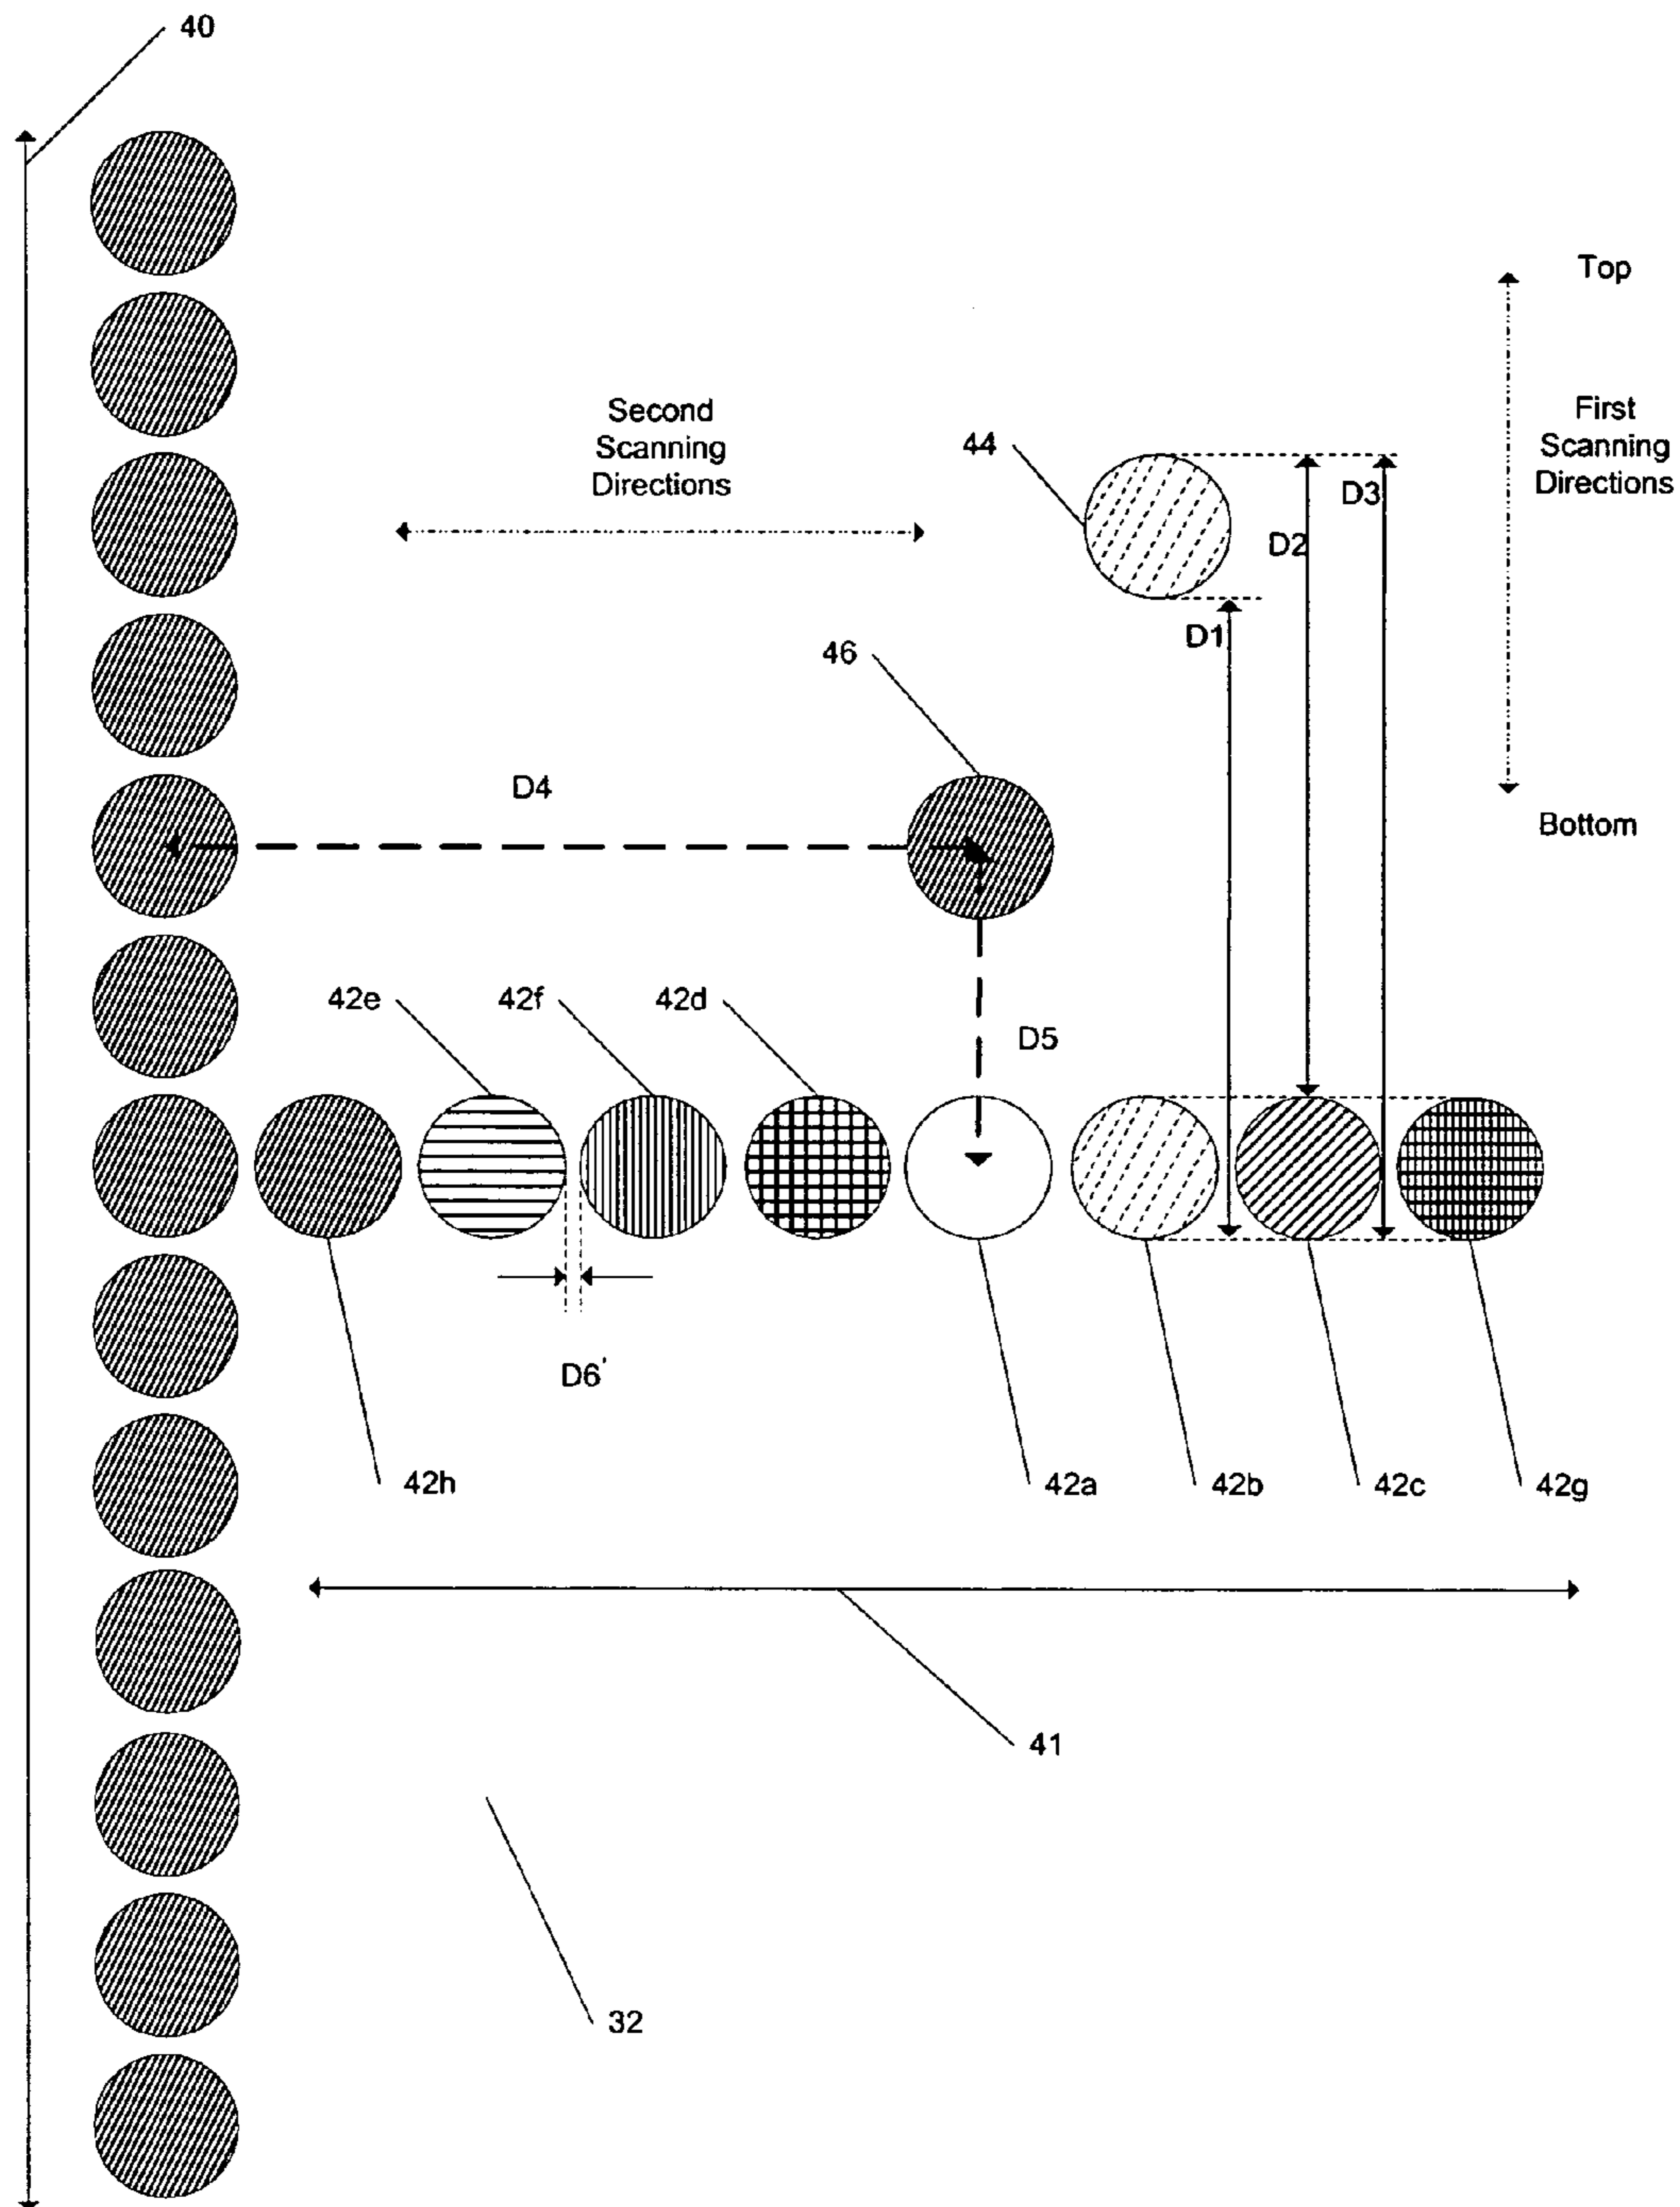 40
Top
Second
Scanning
Directions
44
D3
First
Scanning
Directions
D2
D1
46
D4
Bottom
42e
42f
42d
D5
D6'
42h
42a
42b
42c
42g
41
32